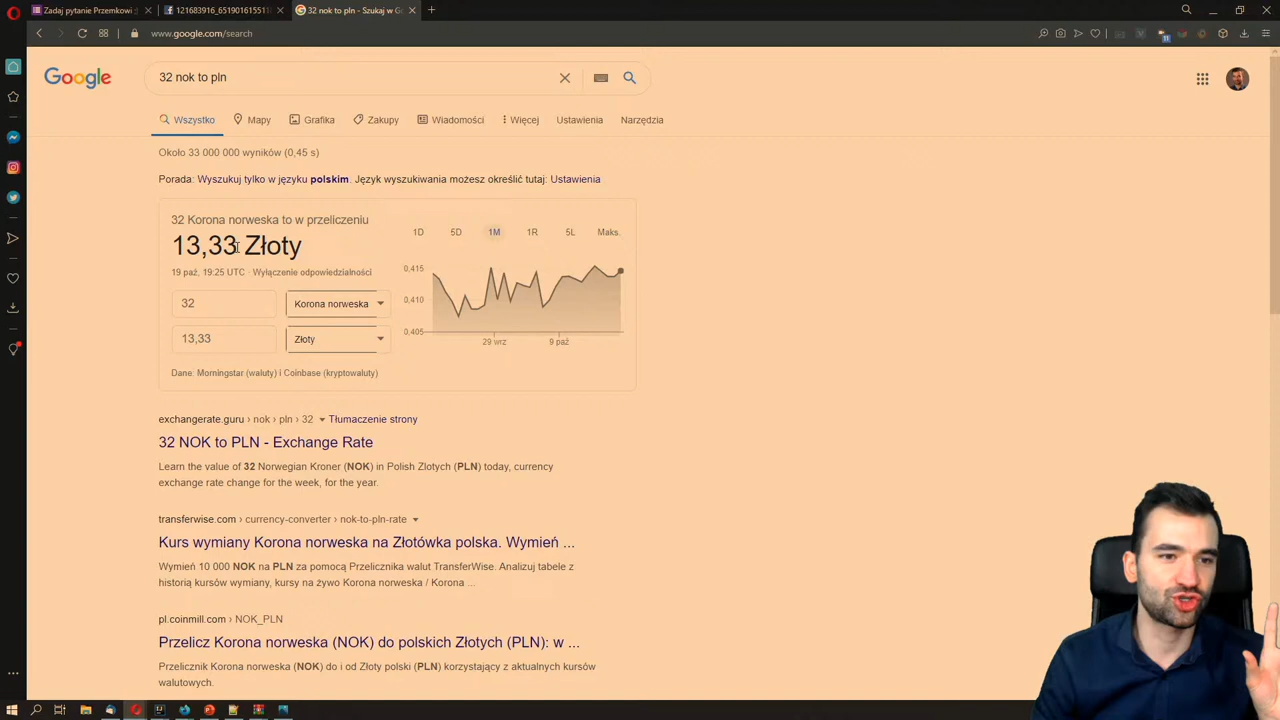 Zadaj pytanie Przemkowi
121683916_65190161551
32 nok to pln - Szukaj w G
www.google.com/search
11
Google
32 nok to pln
Wszystko
Mapy
Grafika
Zakupy
Wiadomości
Więcej
Ustawienia
Narzędzia
Około 33 000 000 wyników (0,45 s)
Porada: Wyszukuj tylko w języku polskim. Język wyszukiwania możesz określić tutaj: Ustawienia
32 Korona norweska to w przeliczeniu
13,33 Złoty
19 paź, 19:25 UTC · Wyłączenie odpowiedzialności
32
Korona norweska
13,33
Złoty
1D
5D
1M
1R
5L
Maks.
0,415
0,410
0,405
29 wrz
9 paź
Dane: Morningstar (waluty) i Coinbase (kryptowaluty)
exchangerate.guru › nok › pln › 32
Tłumaczenie strony
32 NOK to PLN - Exchange Rate
Learn the value of 32 Norwegian Kroner (NOK) in Polish Zlotych (PLN) today, currency
exchange rate change for the week, for the year.
transferwise.com › currency-converter › nok-to-pln-rate
Kurs wymiany Korona norweska na Złotówka polska. Wymień ...
Wymień 10 000 NOK na PLN za pomocą Przelicznika walut TransferWise. Analizuj tabele z
historią kursów wymiany, kursy na żywo Korona norweska / Korona ...
pl.coinmill.com › NOK_PLN
Przelicz Korona norweska (NOK) do polskich Złotych (PLN): w ...
Przelicznik Korona norweska (NOK) do i od Złoty polski (PLN) korzystający z aktualnych kursów
walutowych.